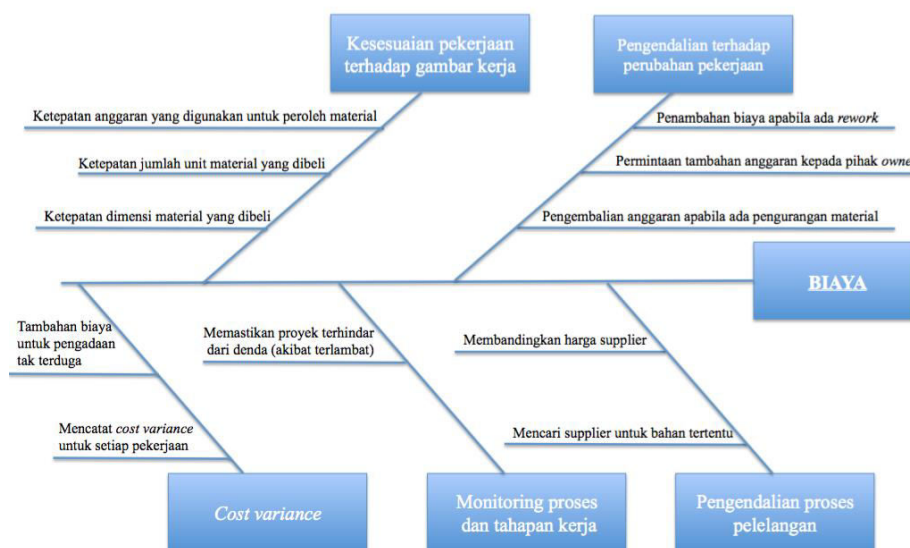 Kesesuaian pekerjaan
terhadap gambar kerja
Pengendalian terhadap
perubahan pekerjaan
Ketepatan anggaran yang digunakan untuk peroleh material
Ketepatan jumlah unit material yang dibeli
Ketepatan dimensi material yang dibeli
Penambahan biaya apabila ada rework
Permintaan tambahan anggaran kepada pihak owne
Pengembalian anggaran apabila ada pengurangan material
BIAYA
Tambahan biaya
untuk pengadaan
tak terduga
Mencatat cost variance
untuk setiap pekerjaan
Memastikan proyek terhindar
dari denda (akibat terlambat)
Membandingkan harga supplier
Mencari supplier untuk bahan tertentu
Cost variance
Monitoring proses
dan tahapan kerja
Pengendalian proses
pelelangan